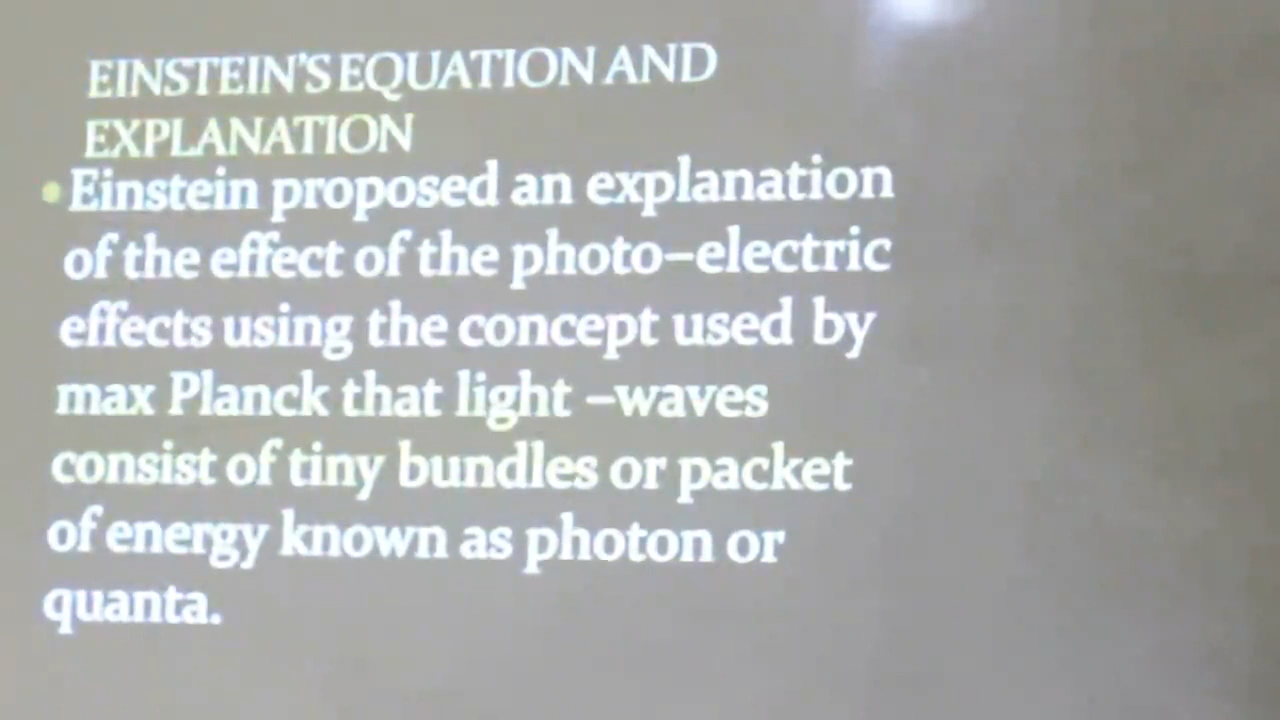 EINSTEIN'S EQUATION AND
EXPLANATION
• Einstein proposed an explanation
of the effect of the photo–electric
effects using the concept used by
max Planck that light –waves
consist of tiny bundles or packet
of energy known as photon or
quanta.